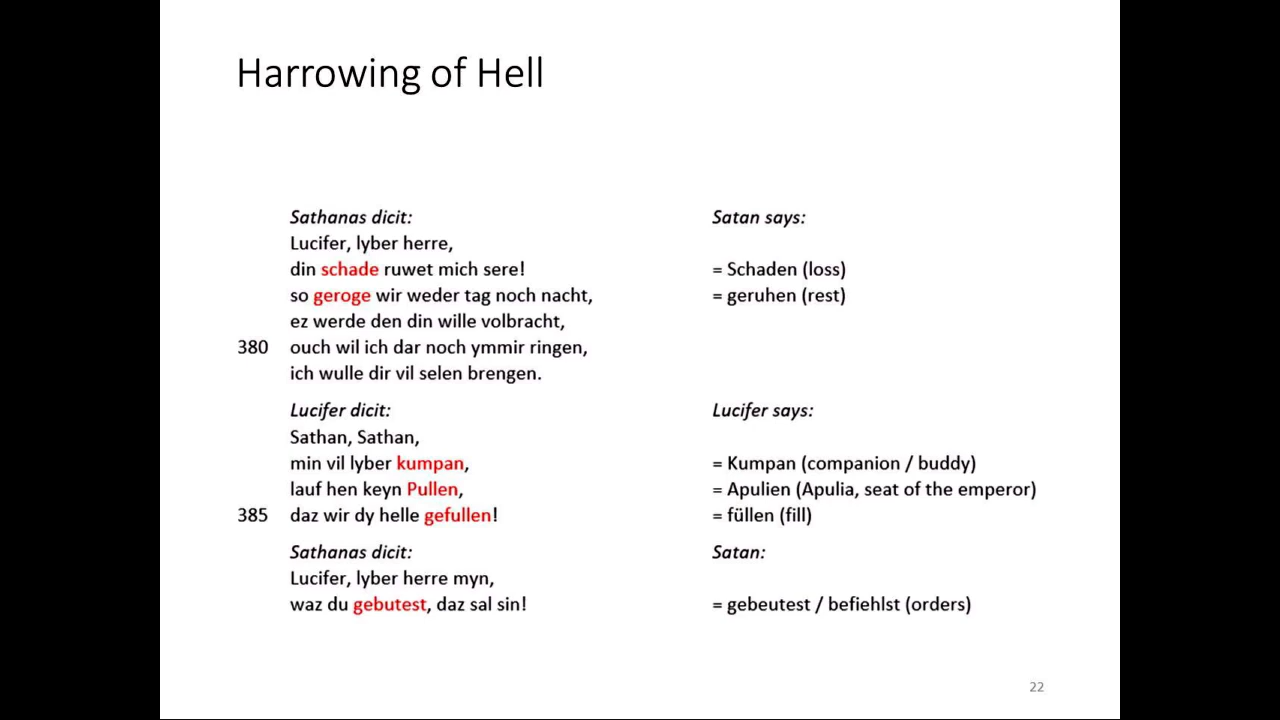 Harrowing of Hell
Sathanas dicit: Satan says:
Lucifer, lyber herre,
din schade ruwet mich sere! = Schaden (loss)
so geroge wir weder tag noch nacht, = geruhen (rest)
ez werde den din wille volbracht,
380 ouch wil ich dar noch ymmir ringen,
ich wulle dir vil selen brengen.
Lucifer dicit: Lucifer says:
Sathan, Sathan,
min vil lyber kumpan, = Kumpan (companion / buddy)
lauf hen keyn Pullen, = Apulien (Apulia, seat of the emperor)
385 daz wir dy helle gefullen! = füllen (fill)
Sathanas dicit: Satan:
Lucifer, lyber herre myn,
waz du gebutest, daz sal sin! = gebeutest / befiehlst (orders)
22